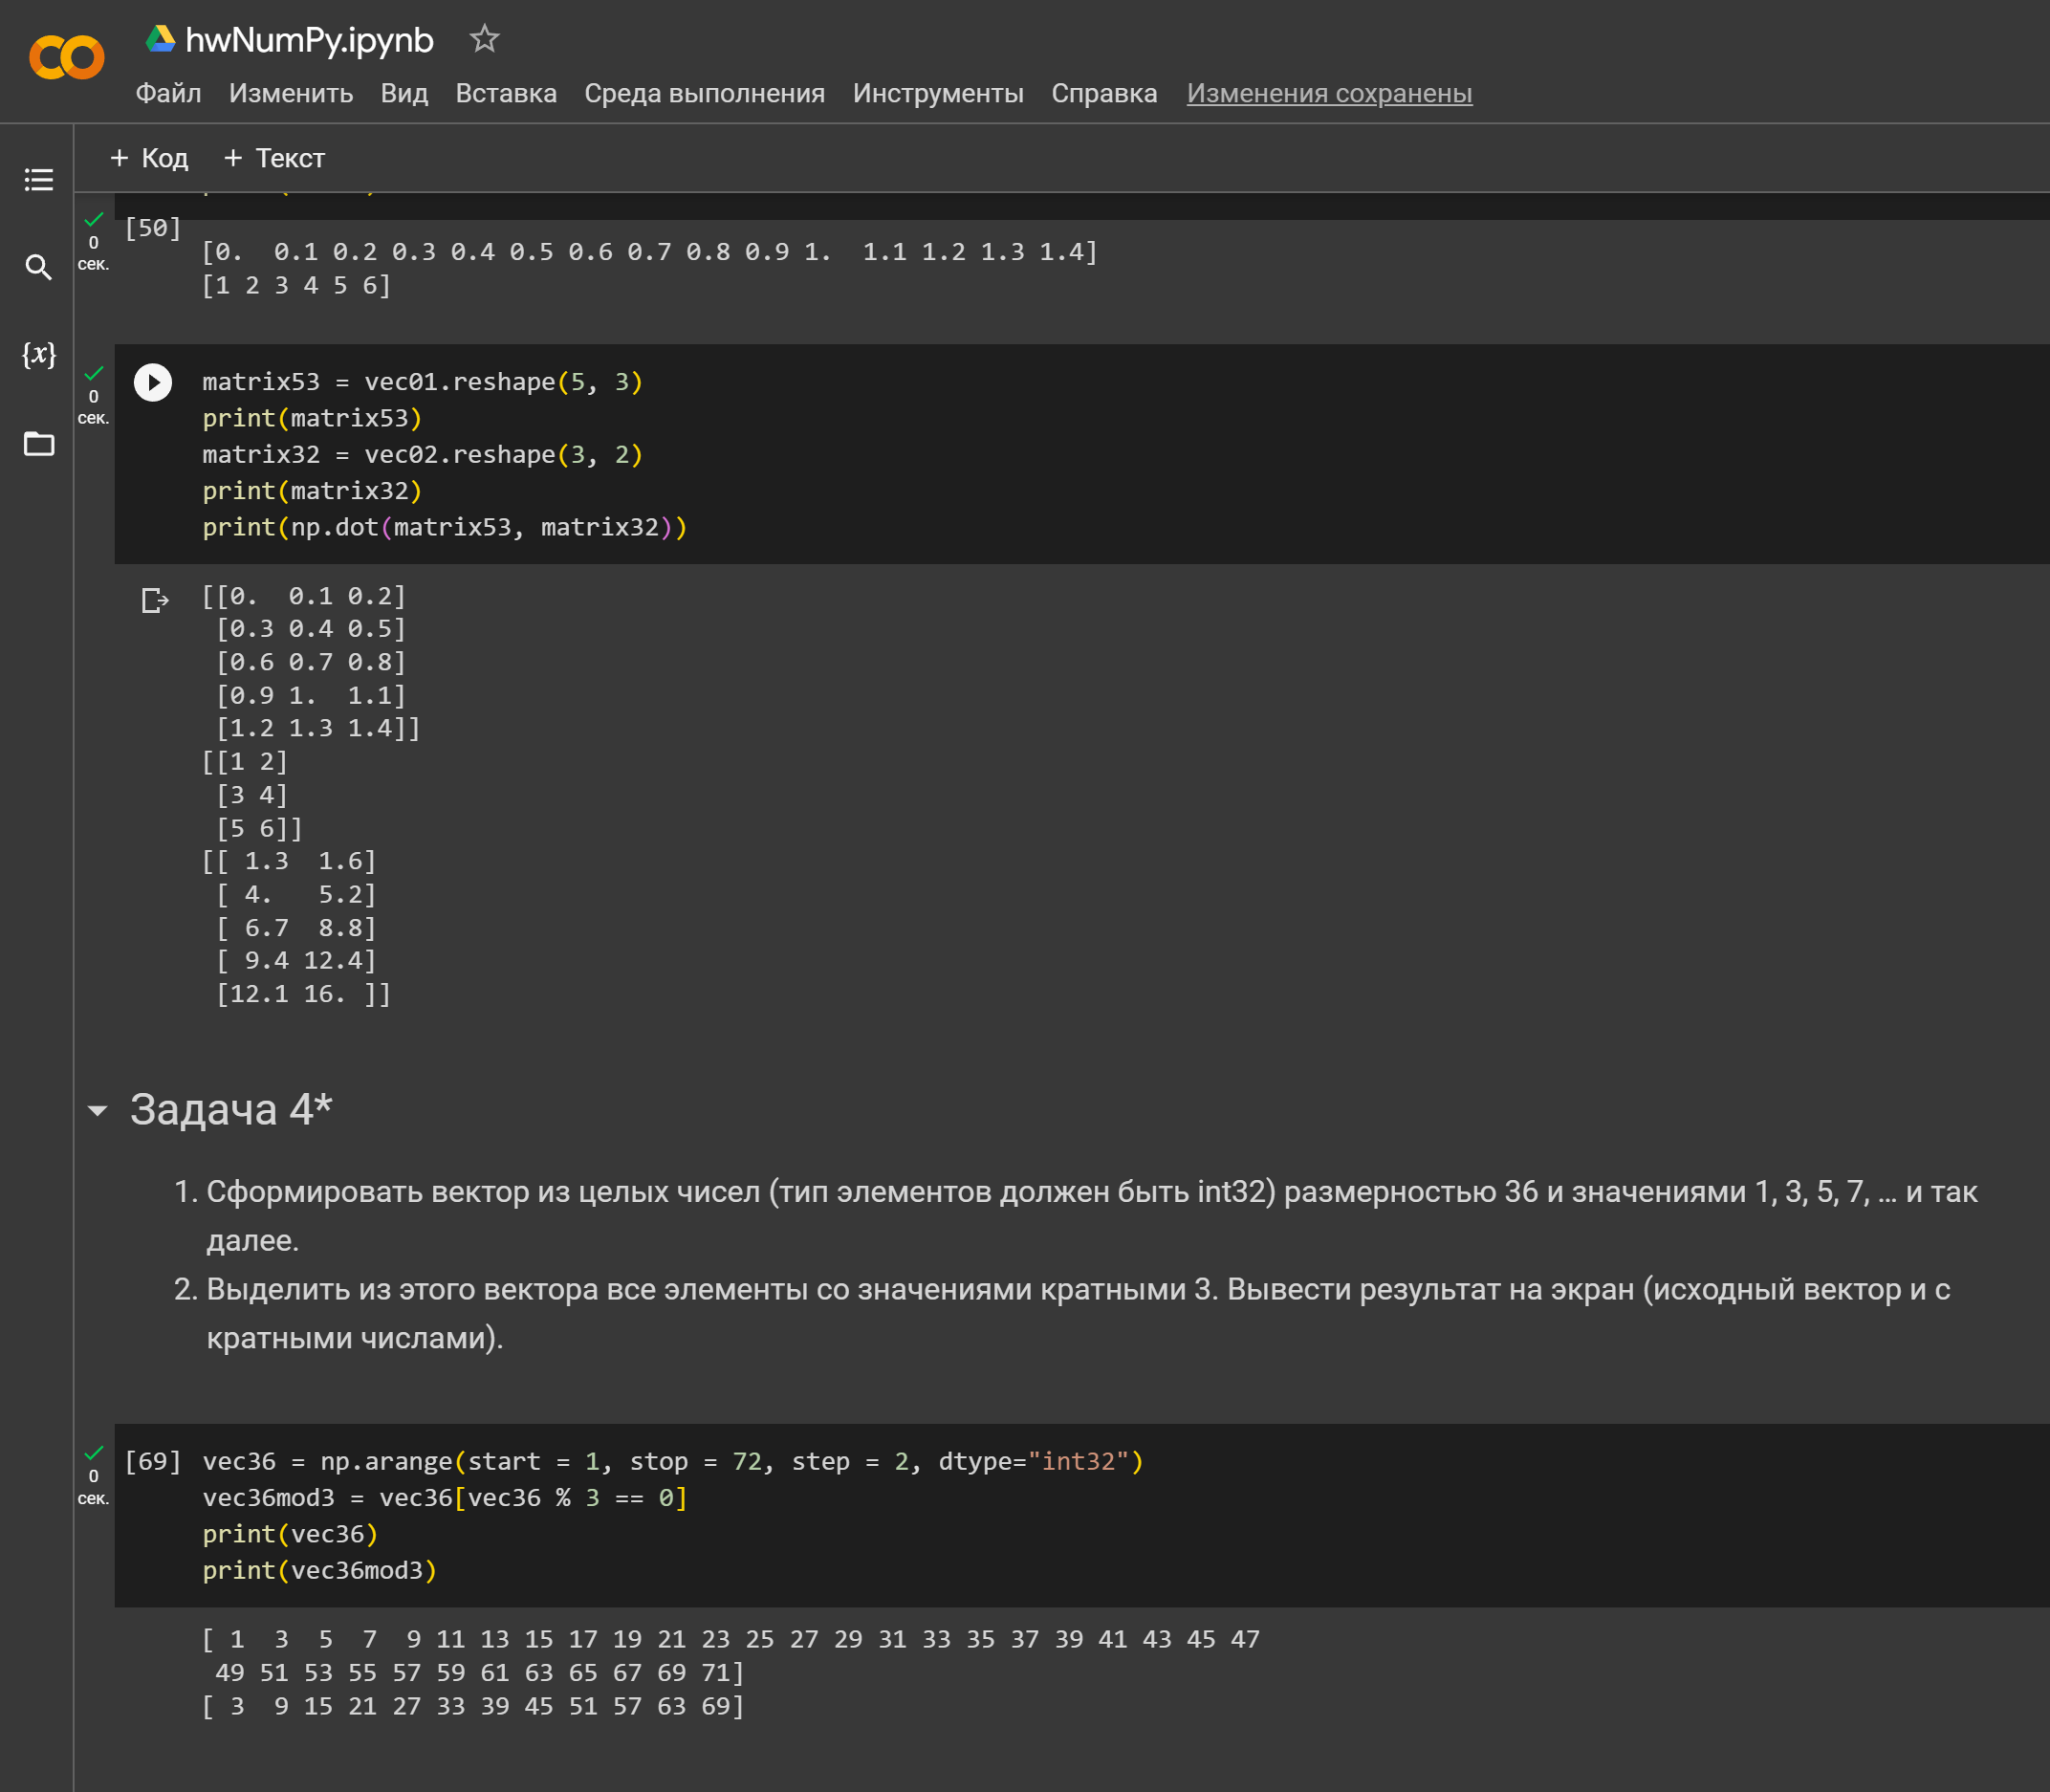 hwNumPy.ipynb
Файл Изменить Вид Вставка Среда выполнения Инструменты Справка Изменения сохранены
+ Код + Текст
[50]
0
сек.
[0.  0.1 0.2 0.3 0.4 0.5 0.6 0.7 0.8 0.9 1.  1.1 1.2 1.3 1.4]
[1 2 3 4 5 6]
{x}
0
сек.
matrix53 = vec01.reshape(5, 3)
print(matrix53)
matrix32 = vec02.reshape(3, 2)
print(matrix32)
print(np.dot(matrix53, matrix32))
[[0.  0.1 0.2]
 [0.3 0.4 0.5]
 [0.6 0.7 0.8]
 [0.9 1.  1.1]
 [1.2 1.3 1.4]]
[[1 2]
 [3 4]
 [5 6]]
[[ 1.3  1.6]
 [ 4.   5.2]
 [ 6.7  8.8]
 [ 9.4 12.4]
 [12.1 16. ]]
Задача 4*
1. Сформировать вектор из целых чисел (тип элементов должен быть int32) размерностью 36 и значениями 1, 3, 5, 7, ... и так
далее.
2. Выделить из этого вектора все элементы со значениями кратными 3. Вывести результат на экран (исходный вектор и с
кратными числами).
0
сек.
[69] vec36 = np.arange(start = 1, stop = 72, step = 2, dtype="int32")
vec36mod3 = vec36[vec36 % 3 == 0]
print(vec36)
print(vec36mod3)
[ 1  3  5  7  9 11 13 15 17 19 21 23 25 27 29 31 33 35 37 39 41 43 45 47
 49 51 53 55 57 59 61 63 65 67 69 71]
[ 3  9 15 21 27 33 39 45 51 57 63 69]